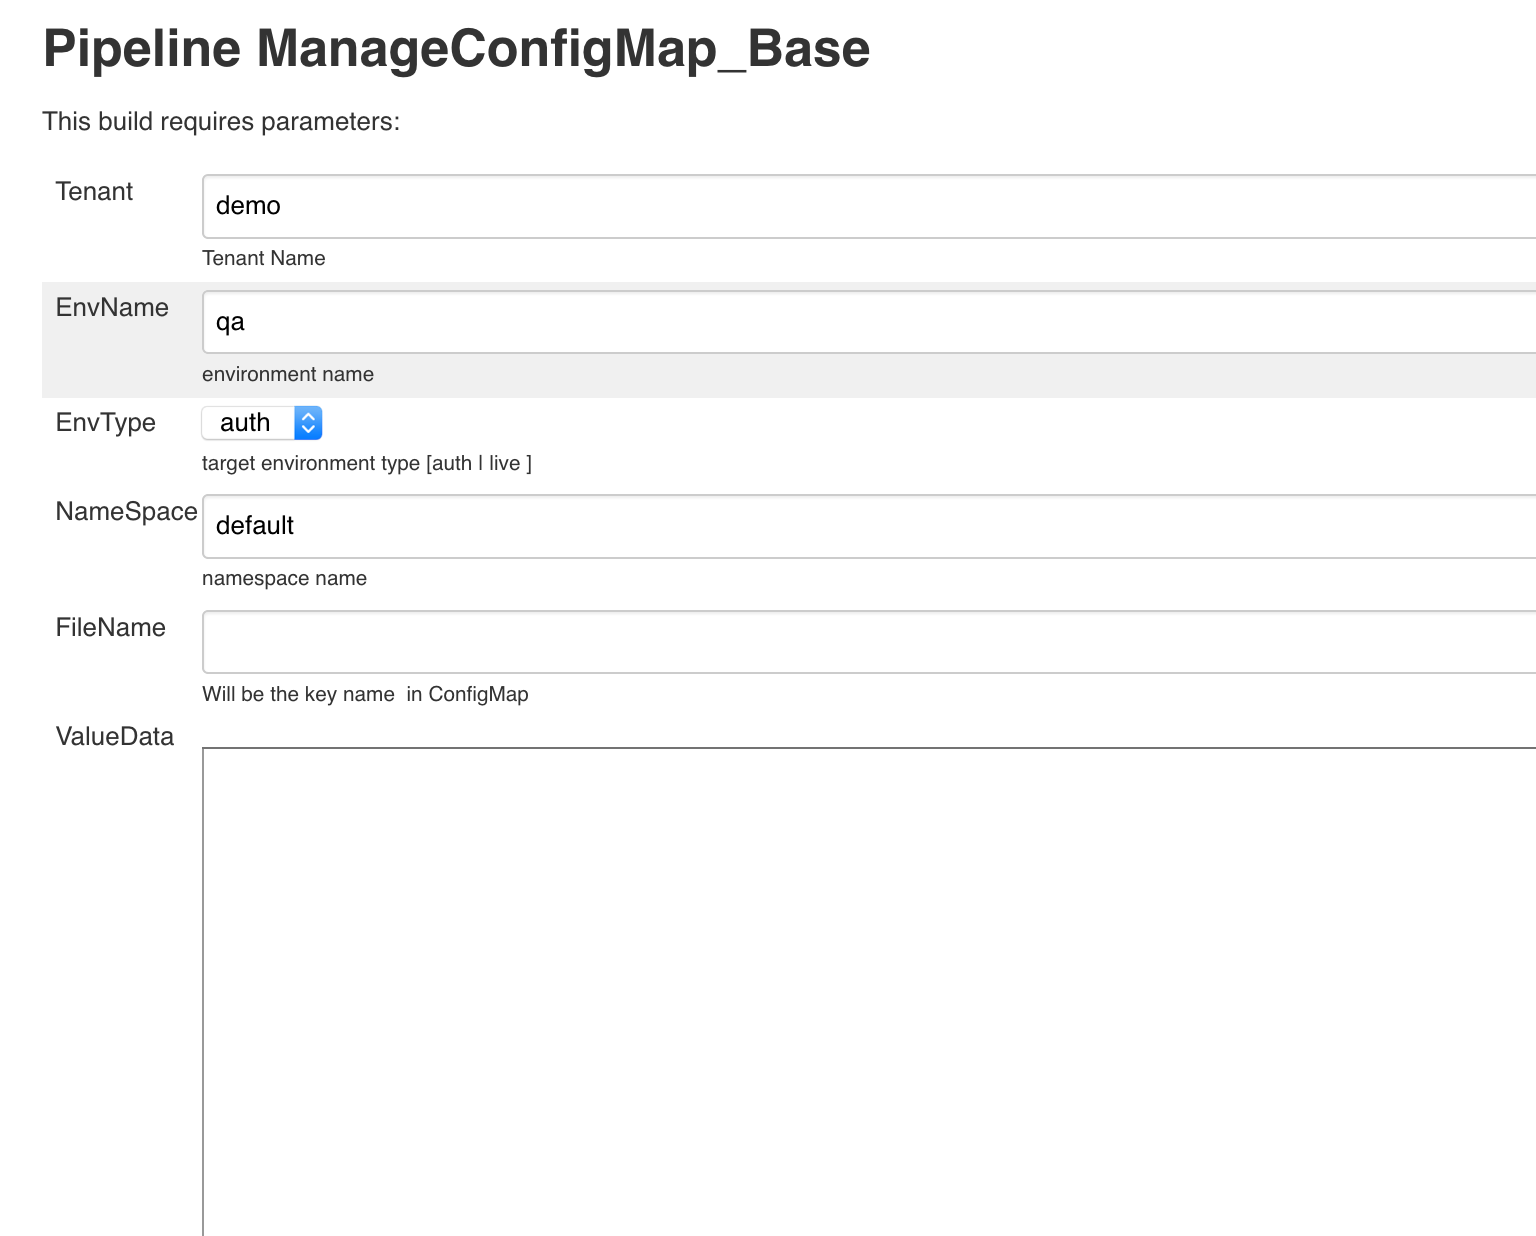 Pipeline ManageConfigMap_Base
This build requires parameters:
Tenant
demo
Tenant Name
EnvName
qa
environment name
EnvType
auth
target environment type [auth | live ]
NameSpace
default
namespace name
FileName
Will be the key name  in ConfigMap
ValueData